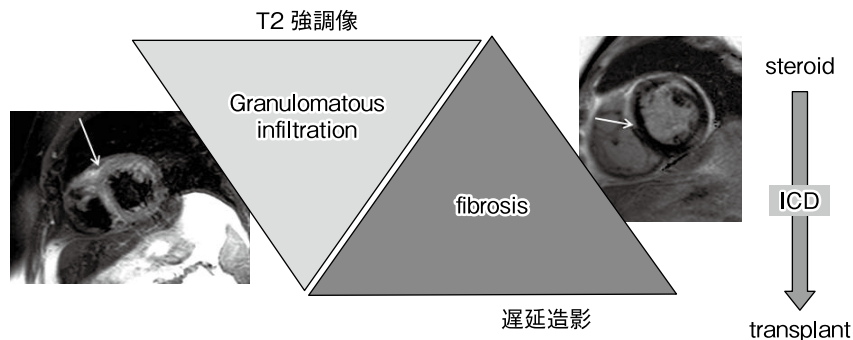 T2 強調像
Granulomatous
infiltration
fibrosis
遅延造影
steroid
ICD
transplant